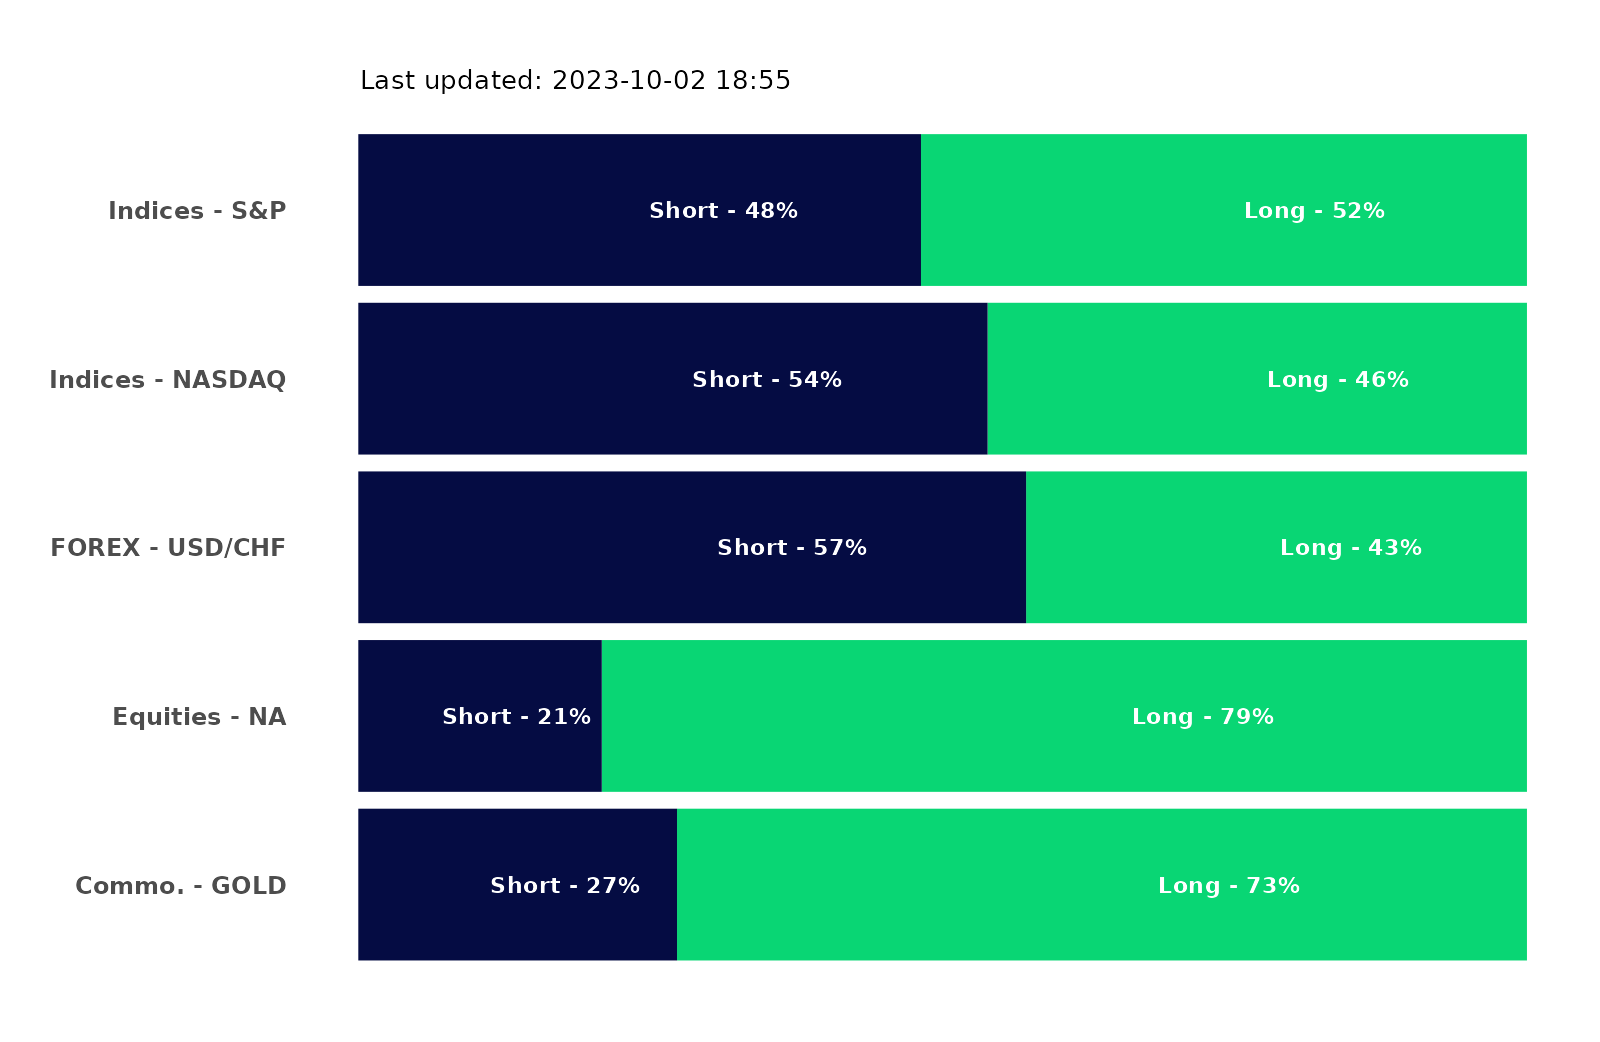 Last updated: 2023-10-02 18:55
Indices - S&P Short - 48% Long - 52%
Indices - NASDAQ Short - 54% Long - 46%
FOREX - USD/CHF Short - 57% Long - 43%
Equities - NA Short - 21% Long - 79%
Commo. - GOLD Short - 27% Long - 73%